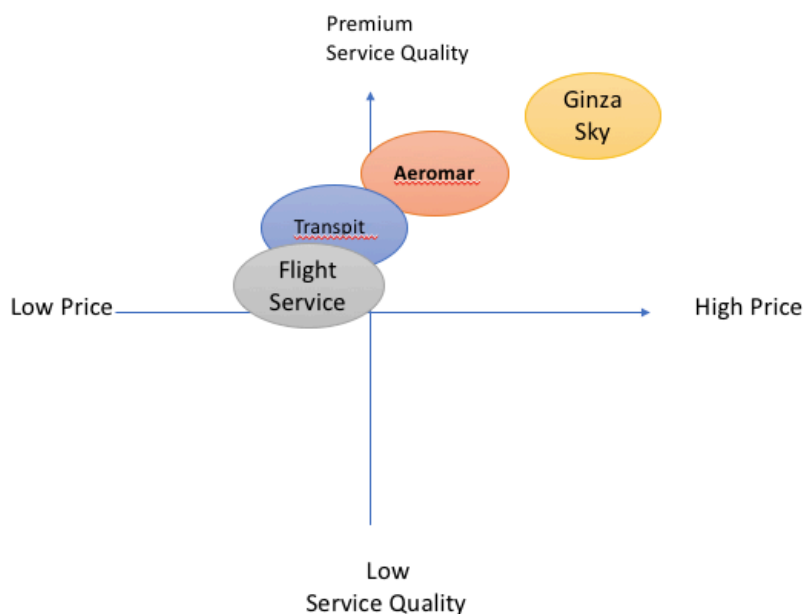 Premium
Service Quality
Ginza
Sky
Aeromar
Transpit
Flight
Service
Low Price
High Price
Low
Service Quality